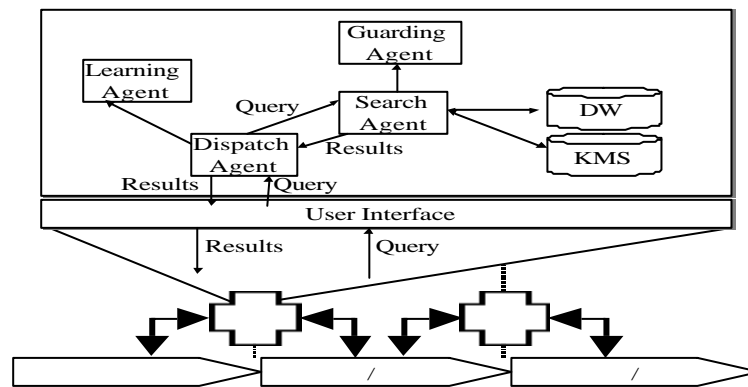 Guarding
Agent
Learning
Agent
Query
Search
Agent
DW
Dispatch
Agent
Results
KMS
Results
Query
User Interface
Results
Query
/
/